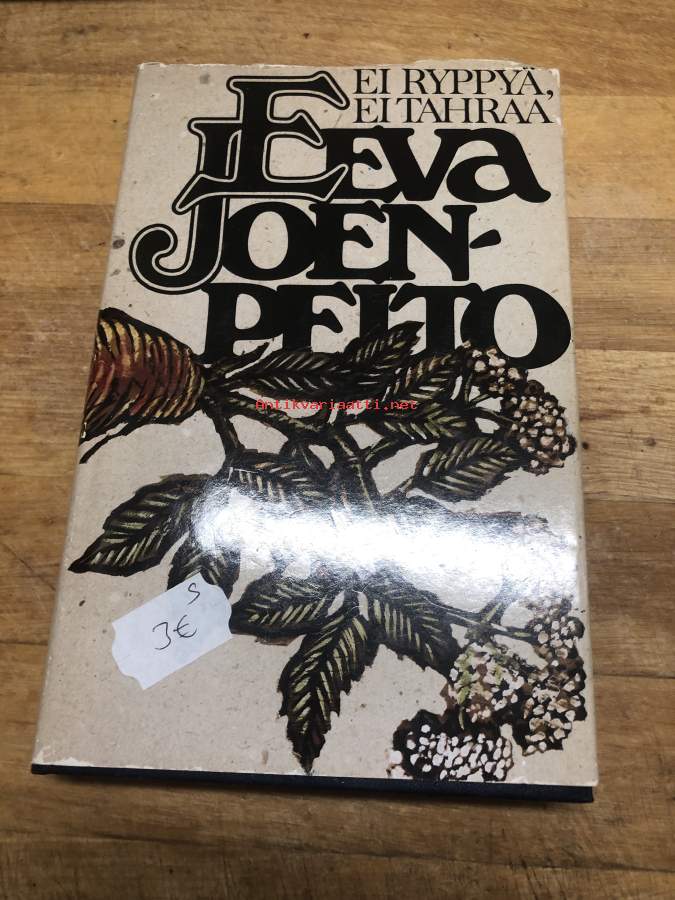 EI RYPPYÄ,
EI TAHRAA
EEVA
JOEN-
PELTO
Antikvariaatti.net
S
3€